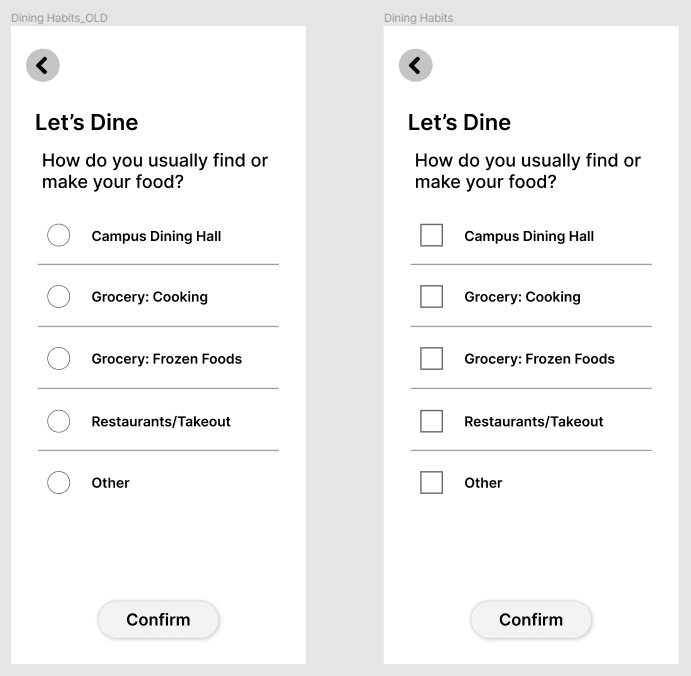 Dining Habits_OLD
Let's Dine
How do you usually find or
make your food?
Campus Dining Hall
Grocery: Cooking
Grocery: Frozen Foods
Restaurants/Takeout
Other
Confirm
Dining Habits
Let's Dine
How do you usually find or
make your food?
Campus Dining Hall
Grocery: Cooking
Grocery: Frozen Foods
Restaurants/Takeout
Other
Confirm